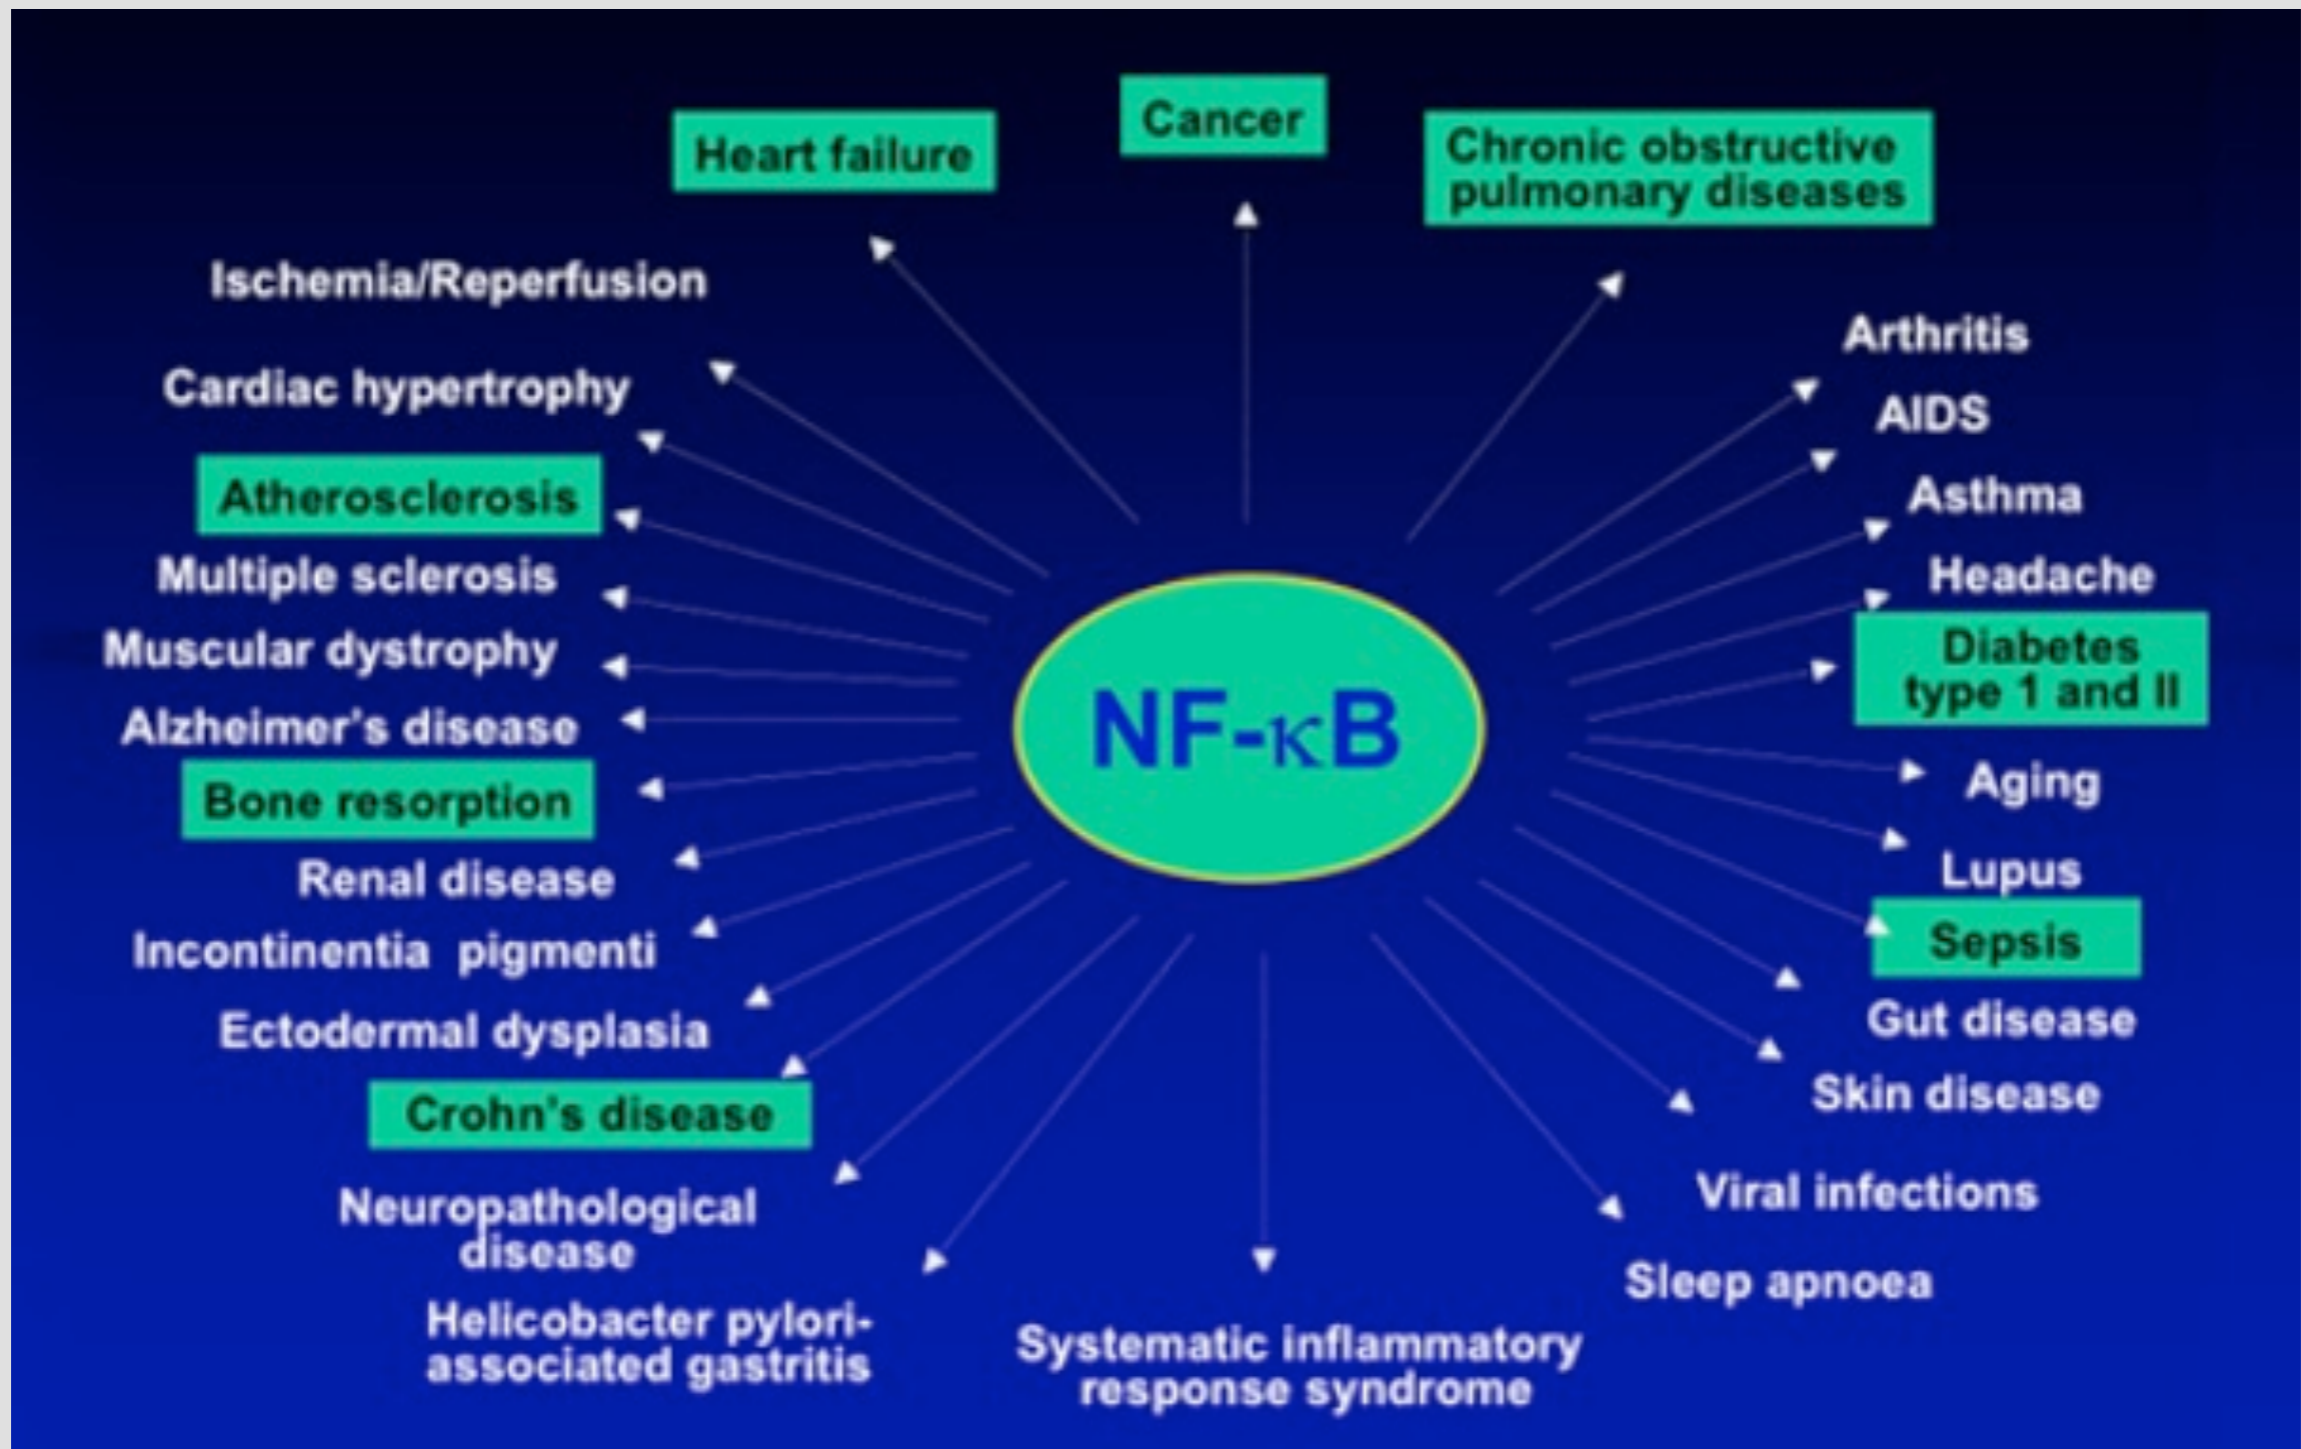 Cancer
Heart failure
Chronic obstructive
pulmonary diseases
Ischemia/Reperfusion
Arthritis
Cardiac hypertrophy
AIDS
Atherosclerosis
Asthma
Multiple sclerosis
Headache
Muscular dystrophy
Diabetes
type 1 and II
Alzheimer's disease
NF-κB
Bone resorption
Aging
Renal disease
Lupus
Incontinentia pigmenti
Sepsis
Ectodermal dysplasia
Gut disease
Crohn's disease
Skin disease
Neuropathological
disease
Viral infections
Helicobacter pylori-
associated gastritis
Sleep apnoea
Systematic inflammatory
response syndrome